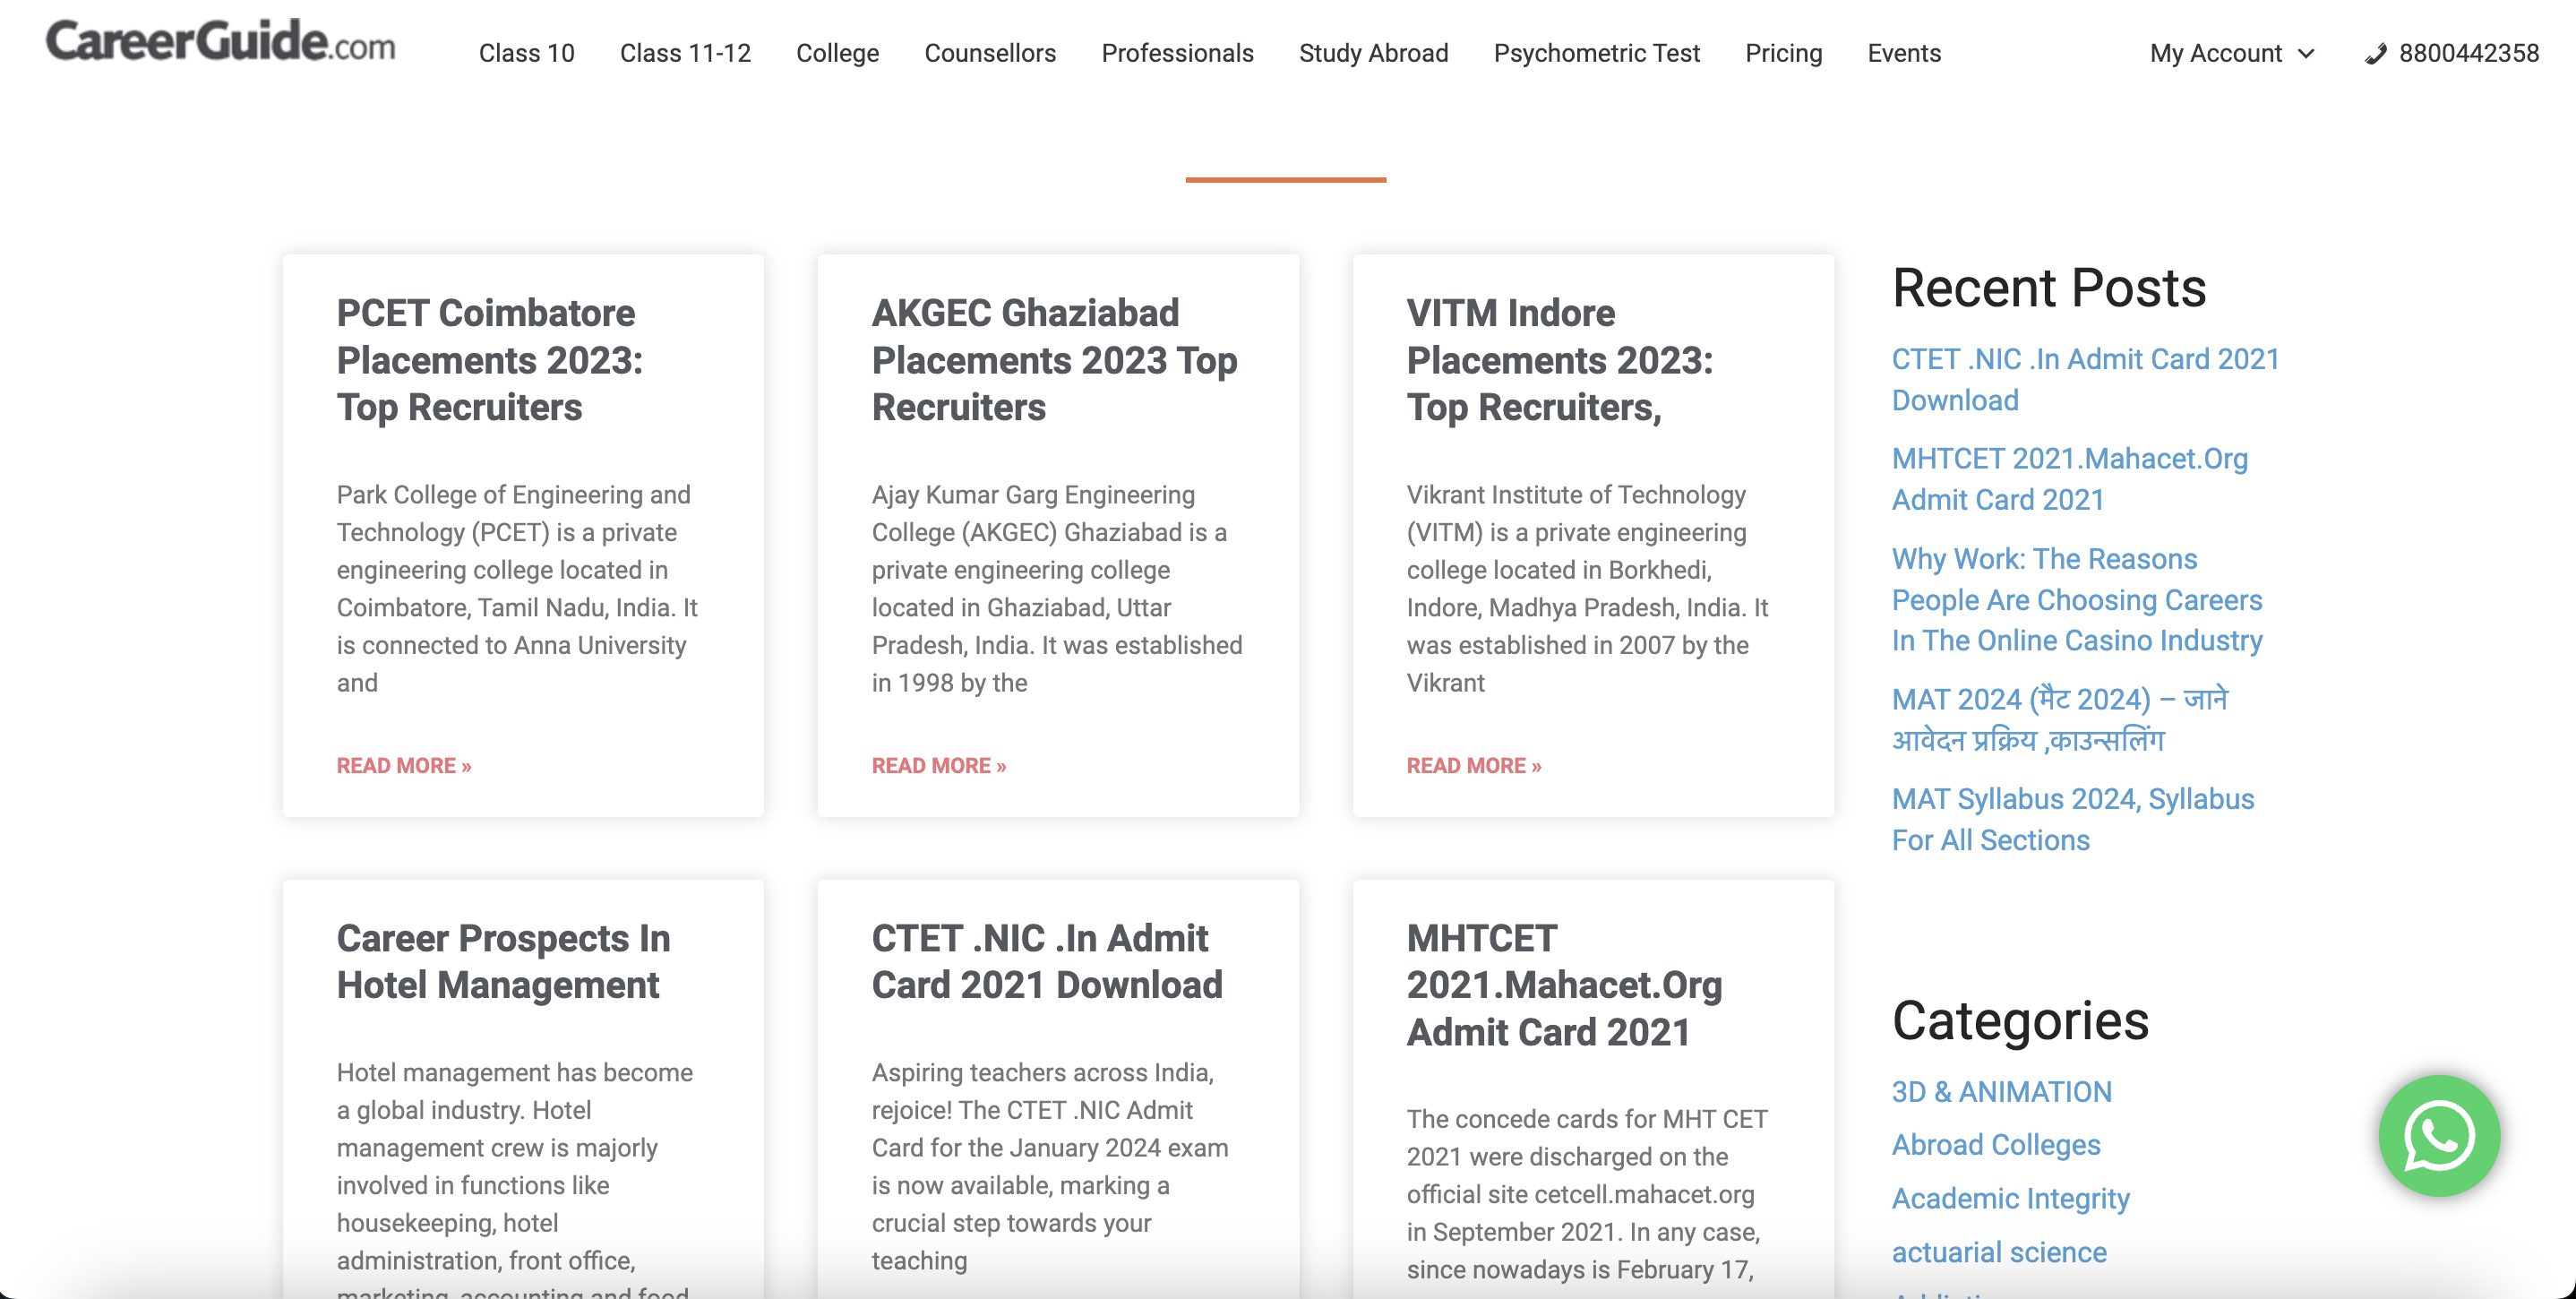 CareerGuide.com
Class 10
Class 11-12
College
Counsellors
Professionals
Study Abroad
Psychometric Test
Pricing
Events
My Account
8800442358
PCET Coimbatore
Placements 2023:
Top Recruiters
Park College of Engineering and
Technology (PCET) is a private
engineering college located in
Coimbatore, Tamil Nadu, India. It
is connected to Anna University
and
READ MORE »
AKGEC Ghaziabad
Placements 2023 Top
Recruiters
Ajay Kumar Garg Engineering
College (AKGEC) Ghaziabad is a
private engineering college
located in Ghaziabad, Uttar
Pradesh, India. It was established
in 1998 by the
READ MORE »
VITM Indore
Placements 2023:
Top Recruiters,
Vikrant Institute of Technology
(VITM) is a private engineering
college located in Borkhedi,
Indore, Madhya Pradesh, India. It
was established in 2007 by the
Vikrant
READ MORE »
Career Prospects In
Hotel Management
Hotel management has become
a global industry. Hotel
management crew is majorly
involved in functions like
housekeeping, hotel
administration, front office,
marketing, accounting and food
CTET .NIC .In Admit
Card 2021 Download
Aspiring teachers across India,
rejoice! The CTET .NIC Admit
Card for the January 2024 exam
is now available, marking a
crucial step towards your
teaching
MHTCET
2021.Mahacet.Org
Admit Card 2021
The concede cards for MHT CET
2021 were discharged on the
official site cetcell.mahacet.org
in September 2021. In any case,
since nowadays is February 17,
Recent Posts
CTET .NIC .In Admit Card 2021
Download
MHTCET 2021.Mahacet.Org
Admit Card 2021
Why Work: The Reasons
People Are Choosing Careers
In The Online Casino Industry
MAT 2024 (मैट 2024) – जाने
आवेदन प्रक्रिय ,काउन्सलिंग
MAT Syllabus 2024, Syllabus
For All Sections
Categories
3D & ANIMATION
Abroad Colleges
Academic Integrity
actuarial science